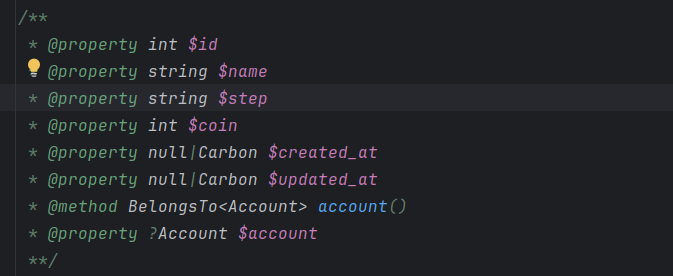 /**
* @property int $id
@property string $name
* @property string $step
* @property int $coin
* @property null|Carbon $created_at
* @property null|Carbon $updated_at
* @method BelongsTo<Account> account()
* @property ?Account $account
**/